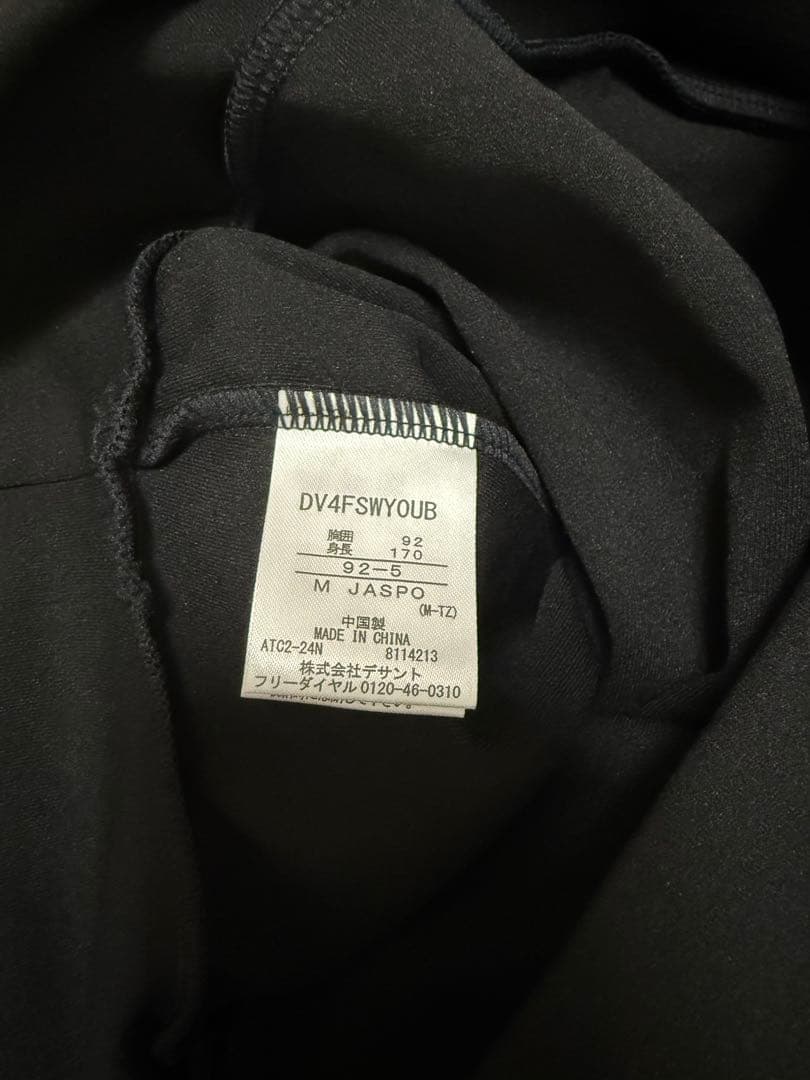 DV4FSWY0UB
胸囲 92
身長 170
92-5
M JASPO
(M-TZ)
中国製
MADE IN CHINA
ATC2-24N 8114213
株式会社デサント
フリーダイヤル 0120-46-0310